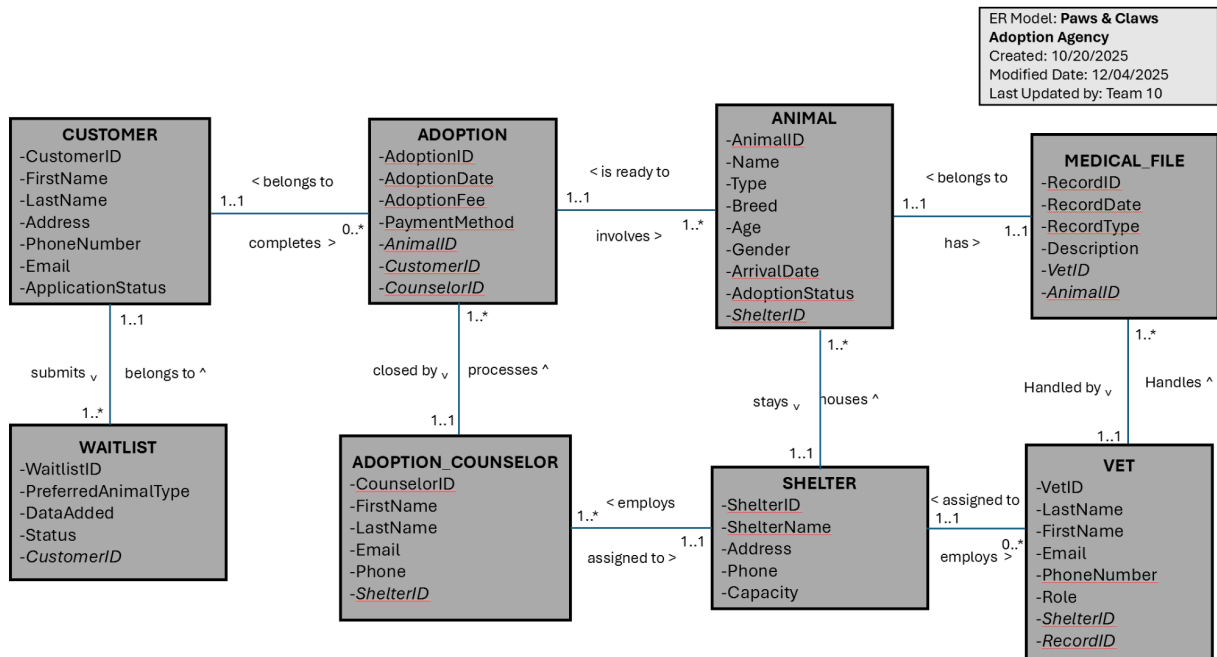 ER Model: Paws & Claws
Adoption Agency
Created: 10/20/2025
Modified Date: 12/04/2025
Last Updated by: Team 10
CUSTOMER
-CustomerID
-FirstName
-LastName
-Address
-PhoneNumber
-Email
-ApplicationStatus
< belongs to
1..1
0..*
completes >
ADOPTION
-AdoptionID
-AdoptionDate
-AdoptionFee
-PaymentMethod
-AnimalID
-CustomerID
-CounselorID
< is ready to
1..1
1..*
involves >
ANIMAL
-AnimalID
-Name
-Type
-Breed
-Age
-Gender
-ArrivalDate
-AdoptionStatus
-ShelterID
< belongs to
1..1
1..1
has >
MEDICAL_FILE
-RecordID
-RecordDate
-RecordType
-Description
-VetID
-AnimalID
1..1
submits v
belongs to ^
1..*
1..*
closed by v
processes ^
1..1
1..*
stays v
houses ^
1..1
1..*
Handled by v
Handles ^
1..1
WAITLIST
-WaitlistID
-PreferredAnimalType
-DataAdded
-Status
-CustomerID
ADOPTION_COUNSELOR
-CounselorID
-FirstName
-LastName
-Email
-Phone
-ShelterID
< employs
1..*
1..1
assigned to >
SHELTER
-ShelterID
-ShelterName
-Address
-Phone
-Capacity
< assigned to
1..1
0..*
employs >
VET
-VetID
-LastName
-FirstName
-Email
-PhoneNumber
-Role
-ShelterID
-RecordID